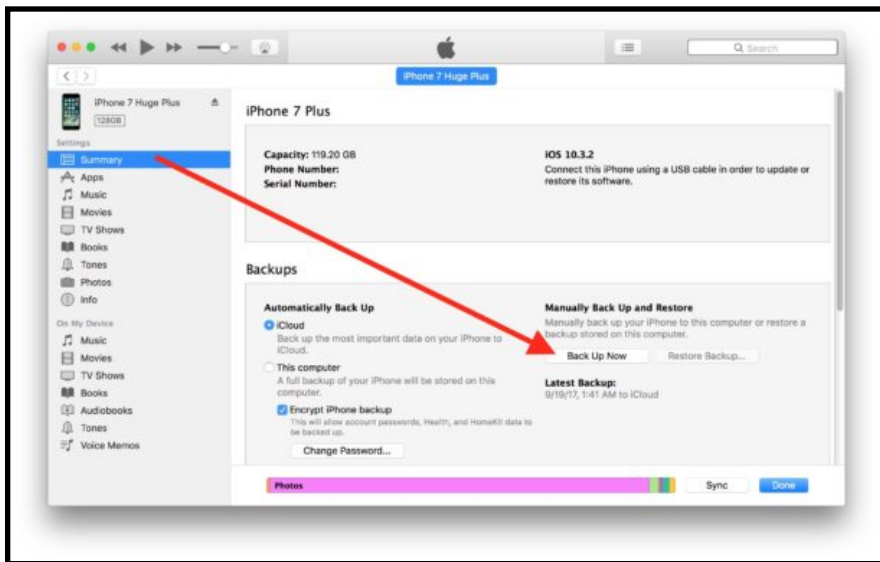 Search
iPhone 7 Huge Plus
iPhone 7 Huge Plus
128GB
Settings
Summary
Apps
Music
Movies
TV Shows
Books
Tones
Photos
Info
On My Device
Music
Movies
TV Shows
Books
Audiobooks
Tones
Voice Memos
iPhone 7 Plus
Capacity: 119.20 GB
Phone Number:
Serial Number:
iOS 10.3.2
Connect this iPhone using a USB cable in order to update or
restore its software.
Backups
Automatically Back Up
iCloud
Back up the most important data on your iPhone to
iCloud.
This computer
A full backup of your iPhone will be stored on this
computer.
Encrypt iPhone backup
This will allow account passwords, Health, and HomeKit data to
be backed up.
Change Password...
Manually Back Up and Restore
Manually back up your iPhone to this computer or restore a
backup stored on this computer.
Back Up Now
Restore Backup...
Latest Backup:
9/19/17, 1:41 AM to iCloud
Photos
Sync
Done